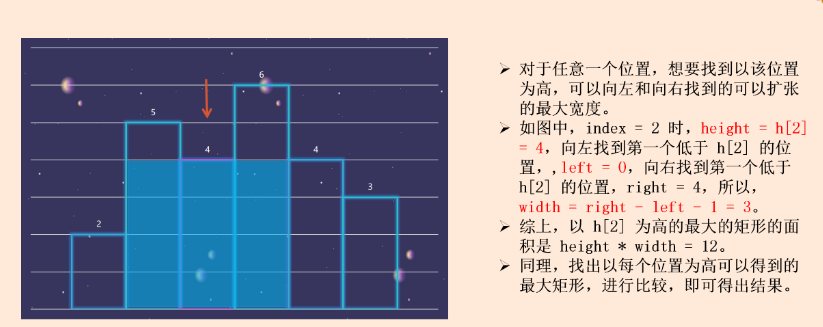 6
5
4
4
3
2
➢ 对于任意一个位置，想要找到以该位置
为高，可以向左和向右找到的可以扩张
的最大宽度。
➢ 如图中，index = 2 时，height = h[2]
= 4，向左找到第一个低于 h[2] 的位
置，,left = 0，向右找到第一个低于
h[2] 的位置，right = 4，所以，
width = right - left - 1 = 3。
➢ 综上，以 h[2] 为高的最大的矩形的面
积是 height * width = 12。
➢ 同理，找出以每个位置为高可以得到的
最大矩形，进行比较，即可得出结果。